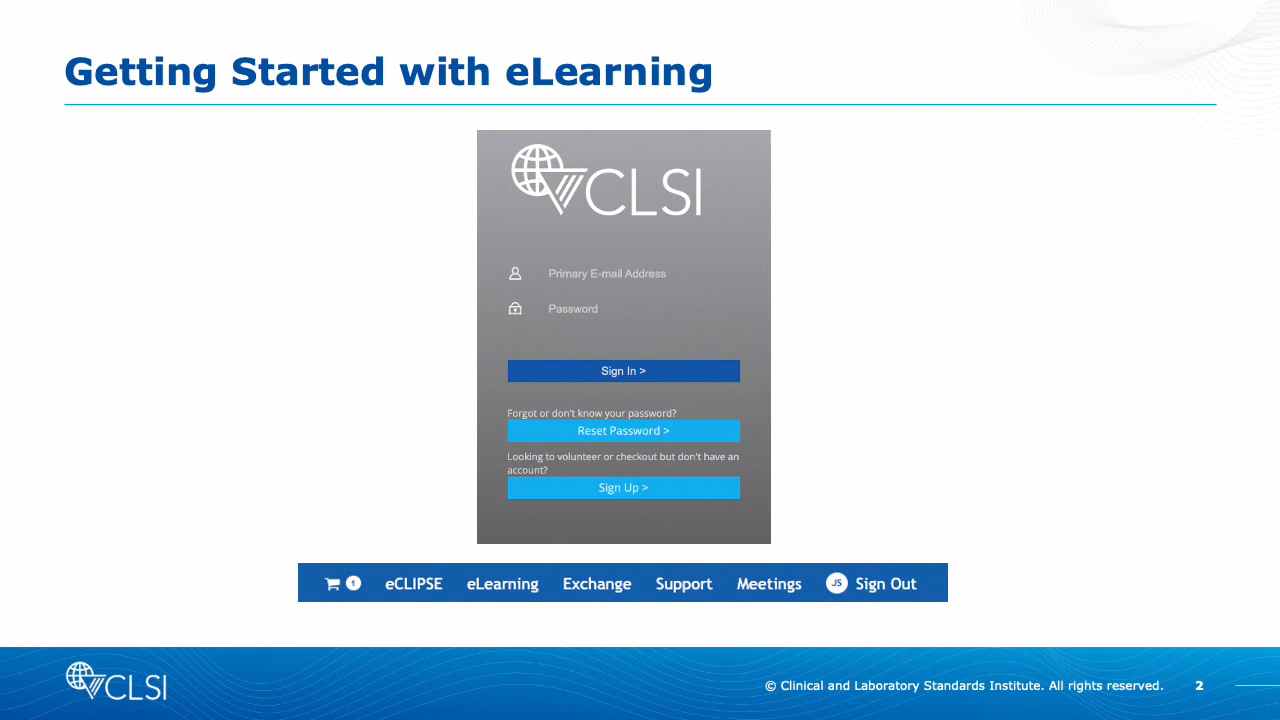 Getting Started with eLearning
CLSI
Primary E-mail Address
Password
Sign In >
Forgot or don't know your password?
Reset Password >
Looking to volunteer or checkout but don't have an
account?
Sign Up >
1 eCLIPSE eLearning Exchange Support Meetings JS Sign Out
CLSI
© Clinical and Laboratory Standards Institute. All rights reserved. 2